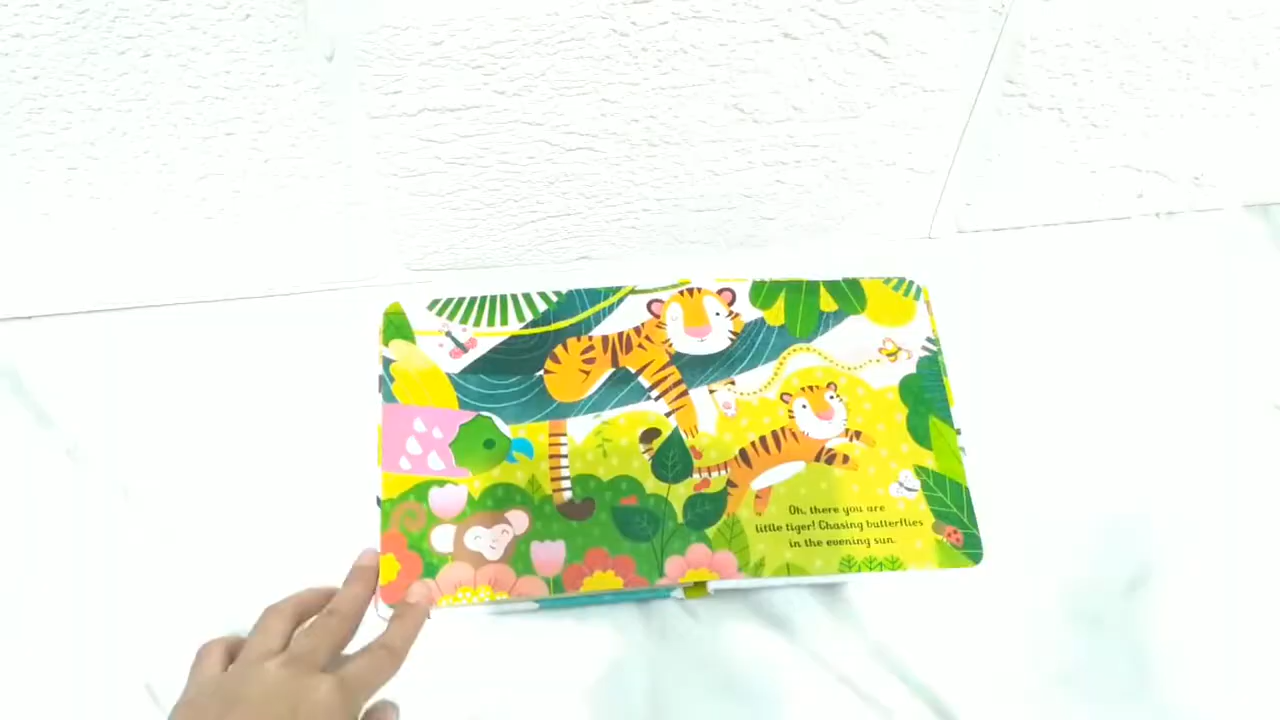 Oh, there you are
little tiger! Chasing butterflies
in the evening sun.